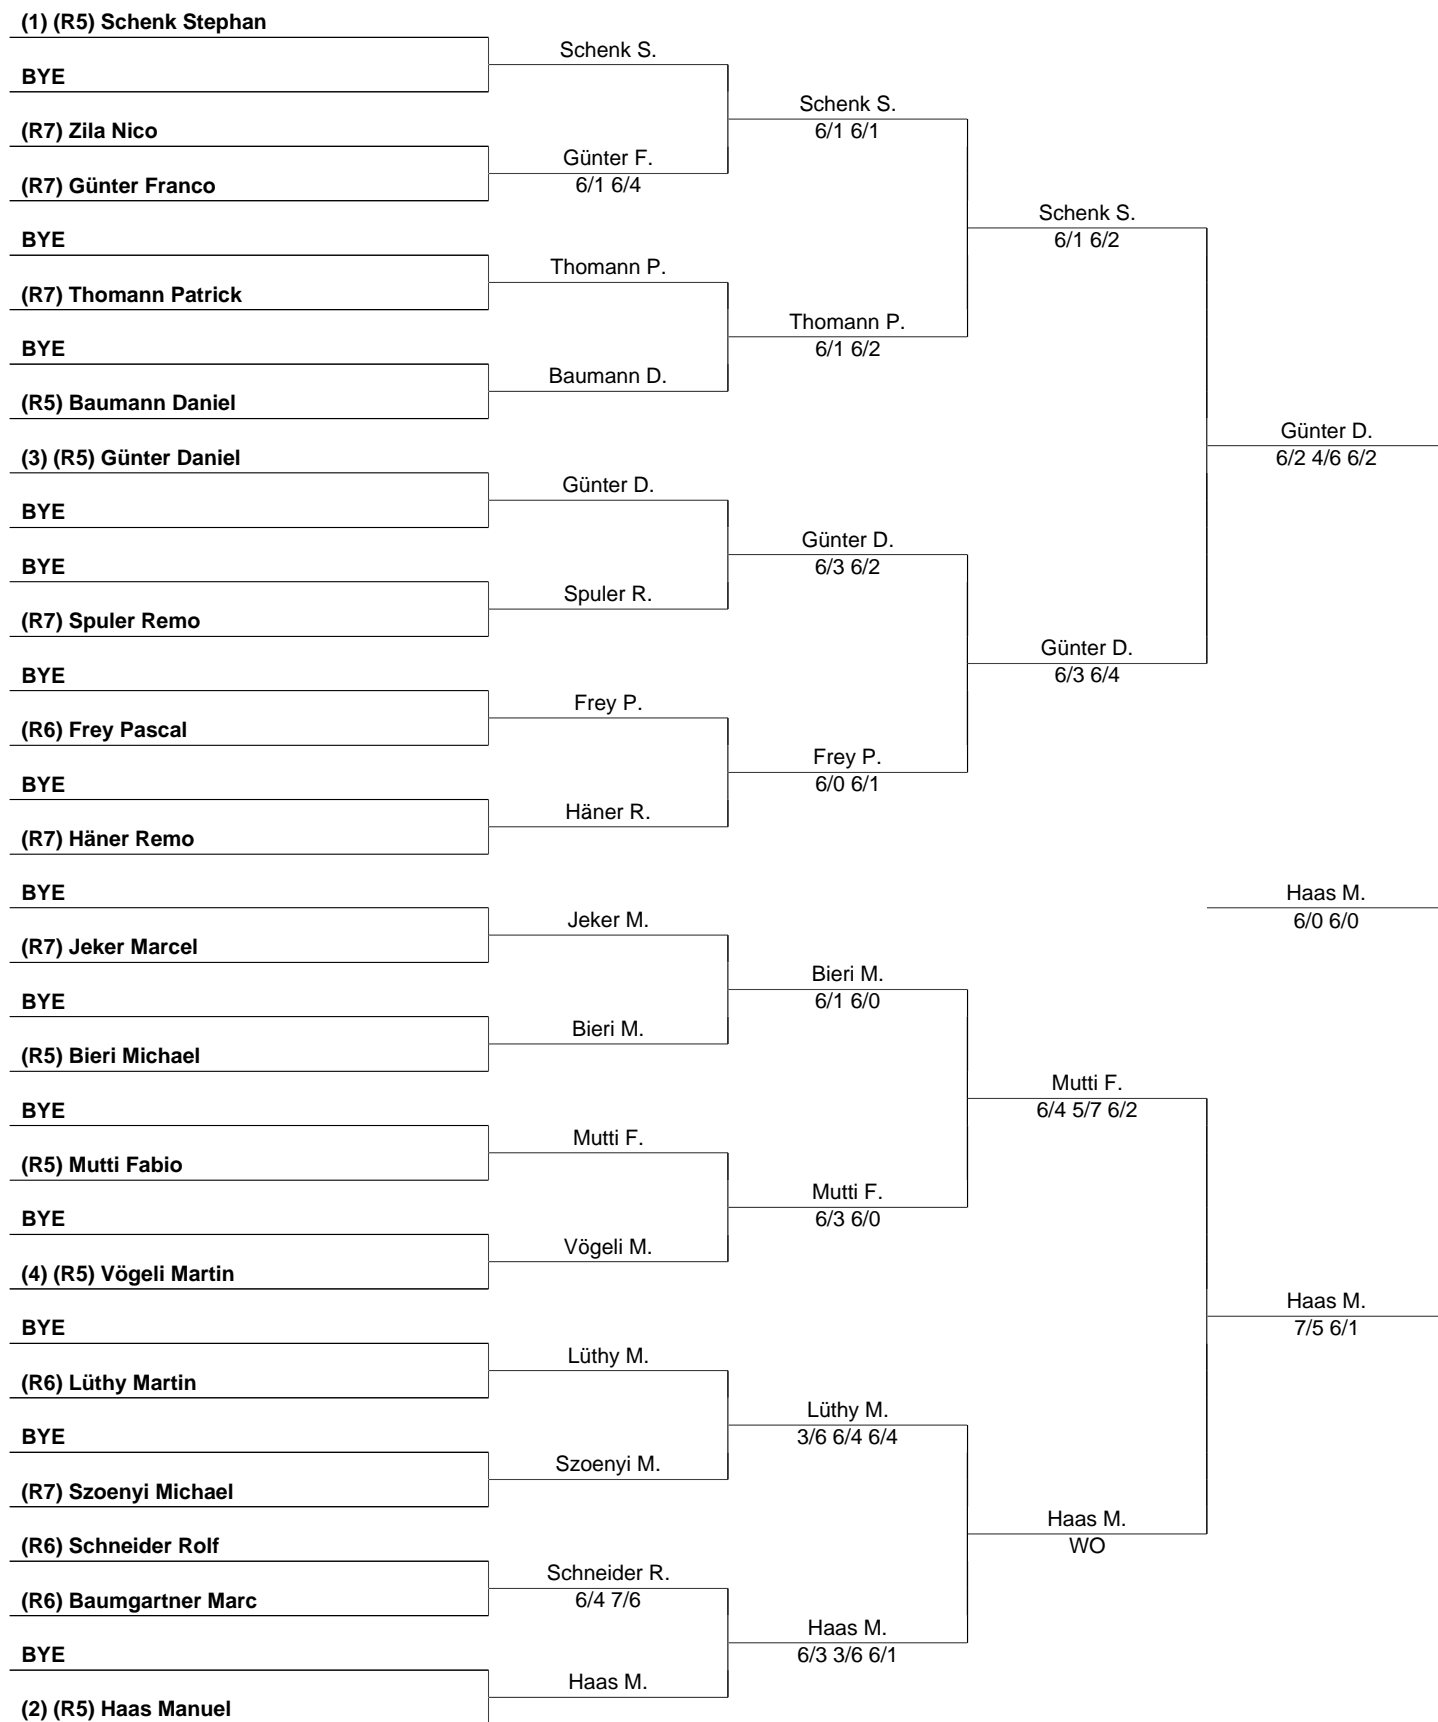 (1) (R5) Schenk Stephan
BYE
(R7) Zila Nico
(R7) Günter Franco
BYE
(R7) Thomann Patrick
BYE
(R5) Baumann Daniel
(3) (R5) Günter Daniel
BYE
BYE
(R7) Spuler Remo
BYE
(R6) Frey Pascal
BYE
(R7) Häner Remo
BYE
(R7) Jeker Marcel
BYE
(R5) Bieri Michael
BYE
(R5) Mutti Fabio
BYE
(4) (R5) Vögeli Martin
BYE
(R6) Lüthy Martin
BYE
(R7) Szoenyi Michael
(R6) Schneider Rolf
(R6) Baumgartner Marc
BYE
(2) (R5) Haas Manuel
Schenk S.
Günter F.
6/1 6/4
Thomann P.
Baumann D.
Günter D.
Spuler R.
Frey P.
Häner R.
Jeker M.
Bieri M.
Mutti F.
Vögeli M.
Lüthy M.
Szoenyi M.
Schneider R.
6/4 7/6
Haas M.
Schenk S.
6/1 6/1
Thomann P.
6/1 6/2
Günter D.
6/3 6/2
Frey P.
6/0 6/1
Bieri M.
6/1 6/0
Mutti F.
6/3 6/0
Lüthy M.
3/6 6/4 6/4
Haas M.
6/3 3/6 6/1
Schenk S.
6/1 6/2
Günter D.
6/3 6/4
Mutti F.
6/4 5/7 6/2
Haas M.
WO
Günter D.
6/2 4/6 6/2
Haas M.
6/0 6/0
Haas M.
7/5 6/1